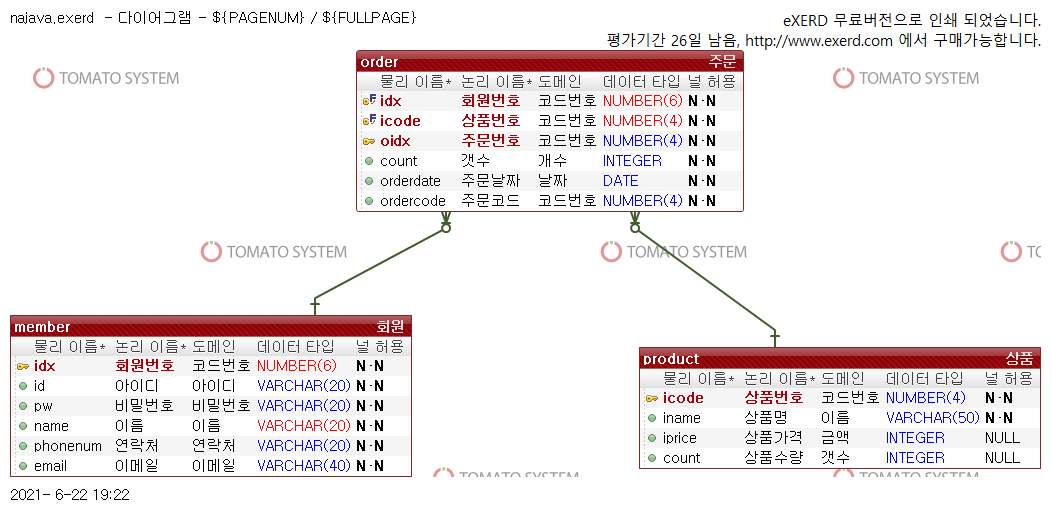 najava.exerd - 다이어그램 - ${PAGENUM} / ${FULLPAGE}
eXERD 무료버전으로 인쇄 되었습니다.
평가기간 26일 남음, http://www.exerd.com 에서 구매가능합니다.
order 주문
TOMATO SYSTEM
TOMATO SYSTEM
물리 이름* 논리 이름* 도메인 데이터 타입 널 허용
idx 회원번호 코드번호 NUMBER(6) N·N
icode 상품번호 코드번호 NUMBER(4) N·N
oidx 주문번호 코드번호 NUMBER(4) N·N
count 갯수 개수 INTEGER N·N
orderdate 주문날짜 날짜 DATE N·N
ordercode 주문코드 코드번호 NUMBER(4) N·N
TOMATO SYSTEM
TOMATO SYSTEM
TO
member 회원
물리 이름* 논리 이름* 도메인 데이터 타입 널 허용
idx 회원번호 코드번호 NUMBER(6) N·N
id 아이디 아이디 VARCHAR(20) N·N
pw 비밀번호 비밀번호 VARCHAR(20) N·N
name 이름 이름 VARCHAR(20) N·N
phonenum 연락처 연락처 VARCHAR(20) N·N
email 이메일 이메일 VARCHAR(40) N·N
product 상품
물리 이름* 논리 이름* 도메인 데이터 타입 널 허용
icode 상품번호 코드번호 NUMBER(4) N·N
iname 상품명 이름 VARCHAR(50) N·N
iprice 상품가격 금액 INTEGER NULL
count 상품수량 갯수 INTEGER NULL
TOMATO SYSTEM
TOMATO SYSTEM
2021- 6-22 19:22